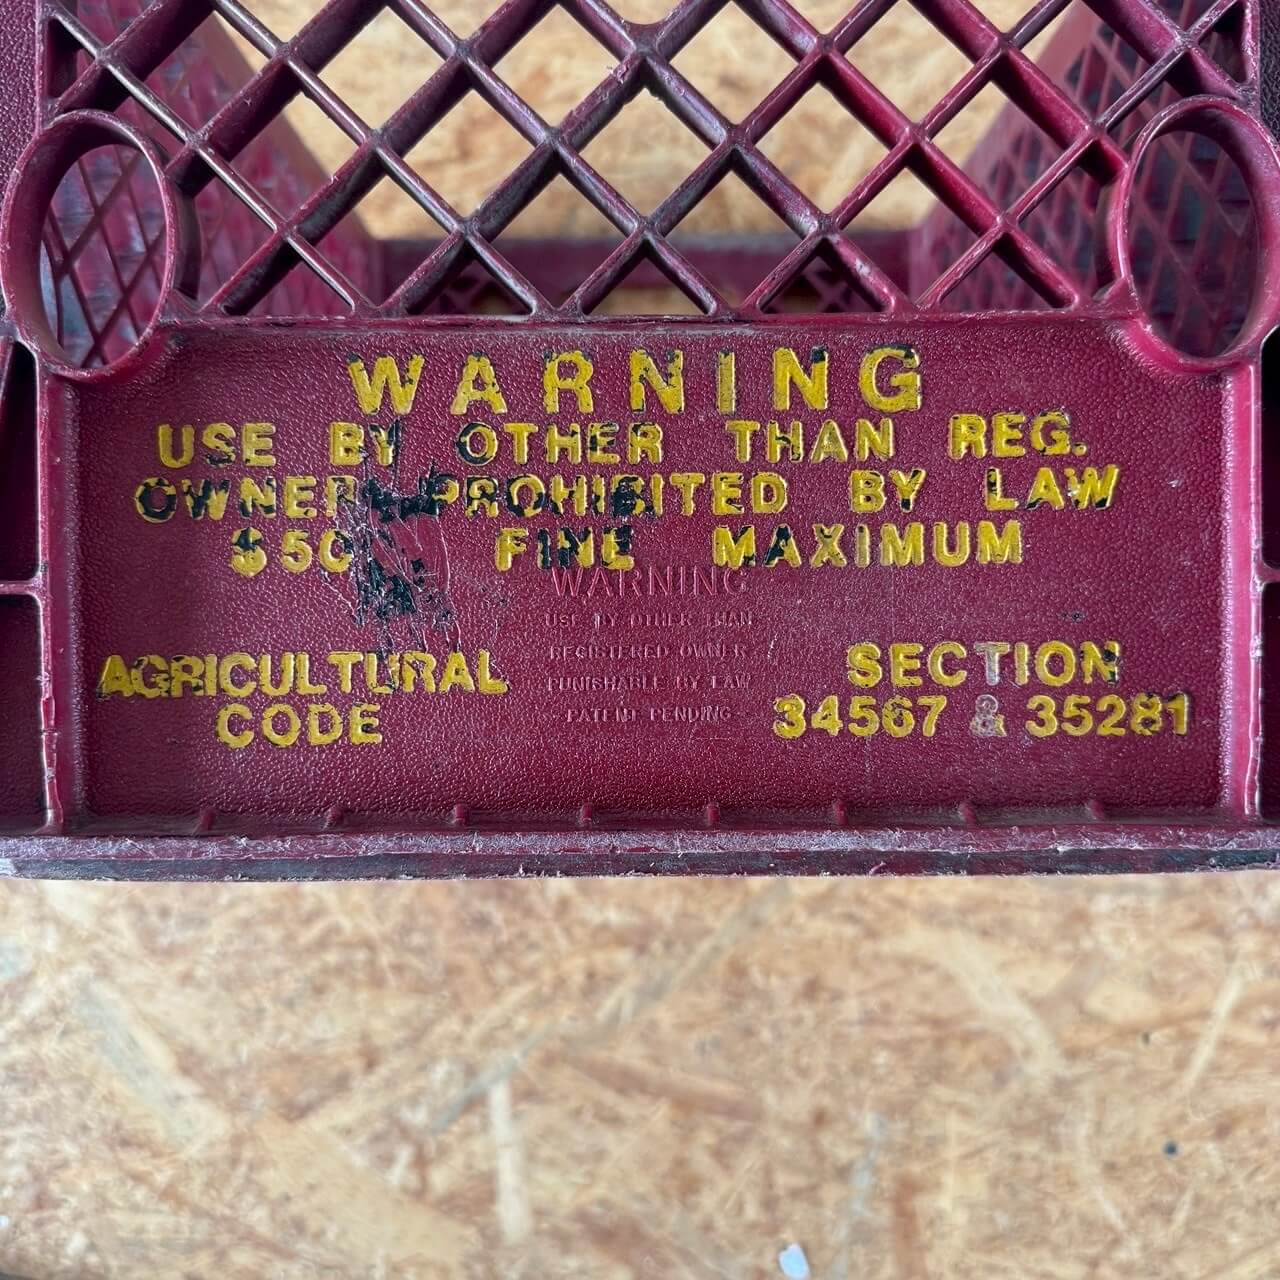 WARNING
USE BY OTHER THAN REG.
OWNER PROHIBITED BY LAW
$50 FINE MAXIMUM
WARNING
USE BY OTHER THAN
REGISTERED OWNER
PUNISHABLE BY LAW
PATENT PENDING
AGRICULTURAL
CODE
SECTION
34567 & 35281